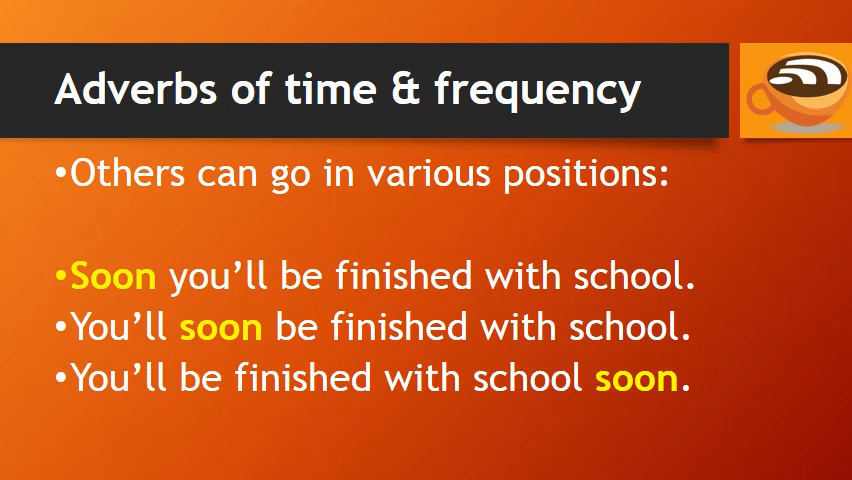 Adverbs of time & frequency
•Others can go in various positions:
•Soon you’ll be finished with school.
•You’ll soon be finished with school.
•You’ll be finished with school soon.